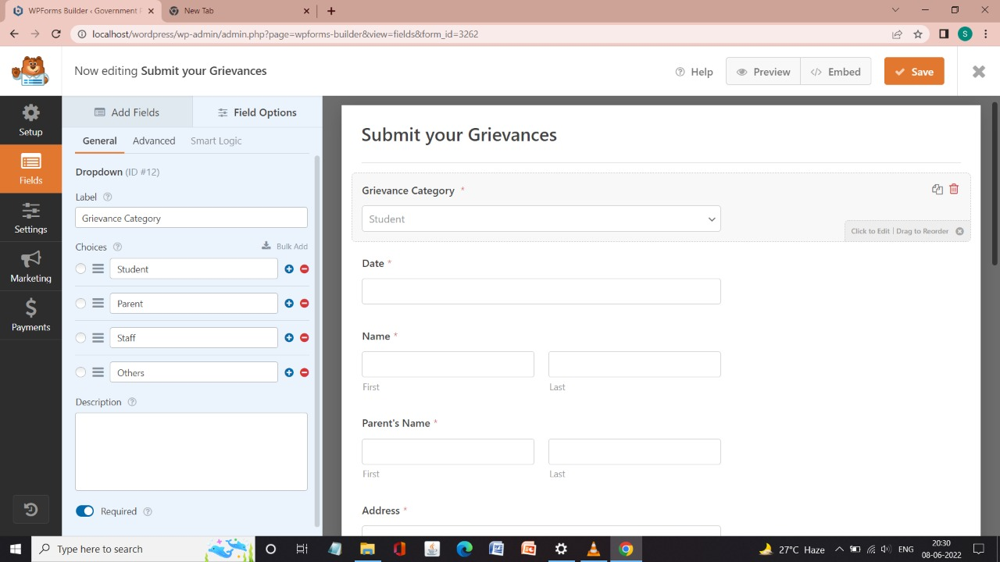 WPForms Builder ‹ Government
New Tab
localhost/wordpress/wp-admin/admin.php?page=wpforms-builder&view=fields&form_id=3262
S
Now editing Submit your Grievances
Help
Preview
</> Embed
Save
Setup
Fields
Settings
Marketing
Payments
Add Fields
Field Options
General
Advanced
Smart Logic
Dropdown (ID #12)
Label
Grievance Category
Choices
Bulk Add
Student
Parent
Staff
Others
Description
Required
Submit your Grievances
Grievance Category *
Student
Click to Edit | Drag to Reorder
Date *
Name *
First Last
Parent's Name *
First Last
Address *
Type here to search
27°C Haze
ENG
20:30
08-06-2022